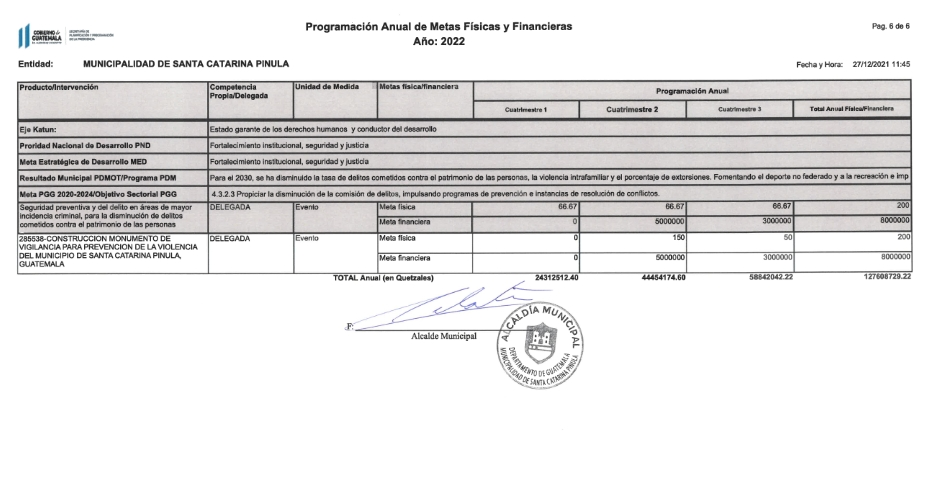 GOBIERNO de
GUATEMALA
SECRETARÍA DE
PLANIFICACIÓN Y PROGRAMACIÓN
DE LA PRESIDENCIA
Programación Anual de Metas Físicas y Financieras
Año: 2022
Pag. 6 de 6
Entidad: MUNICIPALIDAD DE SANTA CATARINA PINULA
Fecha y Hora: 27/12/2021 11:45
Producto/Intervención Competencia Propia/Delegada Unidad de Medida Metas física/financiera Programación Anual
Cuatrimestre 1 Cuatrimestre 2 Cuatrimestre 3 Total Anual Física/Financiera
Eje Katun: Estado garante de los derechos humanos y conductor del desarrollo
Proridad Nacional de Desarrollo PND Fortalecimiento institucional, seguridad y justicia
Meta Estratégica de Desarrollo MED Fortalecimiento institucional, seguridad y justicia
Resultado Municipal PDMOT/Programa PDM Para el 2030, se ha disminuido la tasa de delitos cometidos contra el patrimonio de las personas, la violencia intrafamiliar y el porcentaje de extorsiones. Fomentando el deporte no federado y a la recreación e imp
Meta PGG 2020-2024/Objetivo Sectorial PGG 4.3.2.3 Propiciar la disminución de la comisión de delitos, impulsando programas de prevención e instancias de resolución de conflictos.
Seguridad preventiva y del delito en áreas de mayor DELEGADA Evento Meta física 66.67 66.67 66.67 200
incidencia criminal, para la disminución de delitos
cometidos contra el patrimonio de las personas Meta financiera 0 5000000 3000000 8000000
285538-CONSTRUCCION MONUMENTO DE DELEGADA Evento Meta física 0 150 50 200
VIGILANCIA PARA PREVENCION DE LA VIOLENCIA
DEL MUNICIPIO DE SANTA CATARINA PINULA, Meta financiera 0 5000000 3000000 8000000
GUATEMALA
TOTAL Anual (en Quetzales) 24312512.40 44454174.60 58842042.22 127608729.22
F:
Alcalde Municipal
ALCALDÍA MUNICIPAL
DEPARTAMENTO DE GUATEMALA
MUNICIPALIDAD DE SANTA CATARINA PINULA